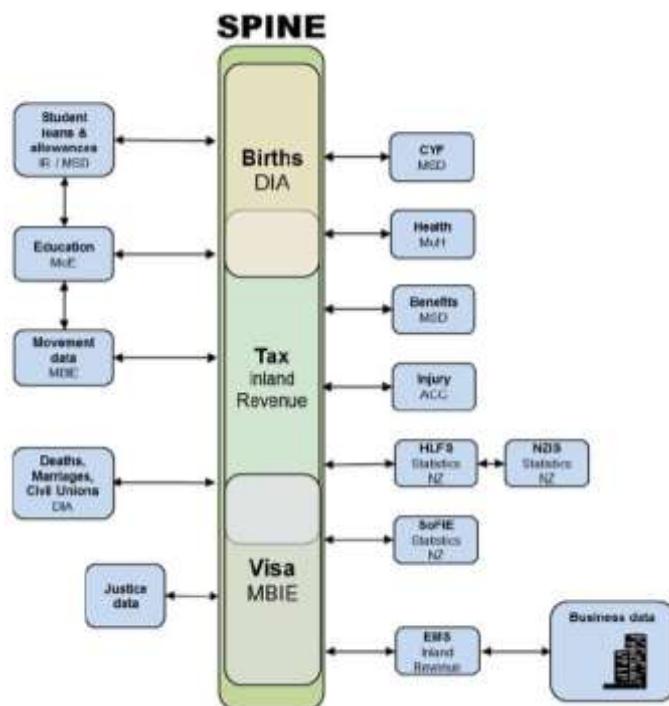 SPINE
Student
loans &
allowances
IR / MSD
Births
DIA
CYF
MSD
Education
MoE
Health
MoH
Benefits
MSD
Movement
data
MBIE
Tax
Inland
Revenue
Injury
ACC
Deaths,
Marriages,
Civil Unions
DIA
HLFS
Statistics
NZ
NZIS
Statistics
NZ
SoFIE
Statistics
NZ
Justice
data
Visa
MBIE
EMS
Inland
Revenue
Business data